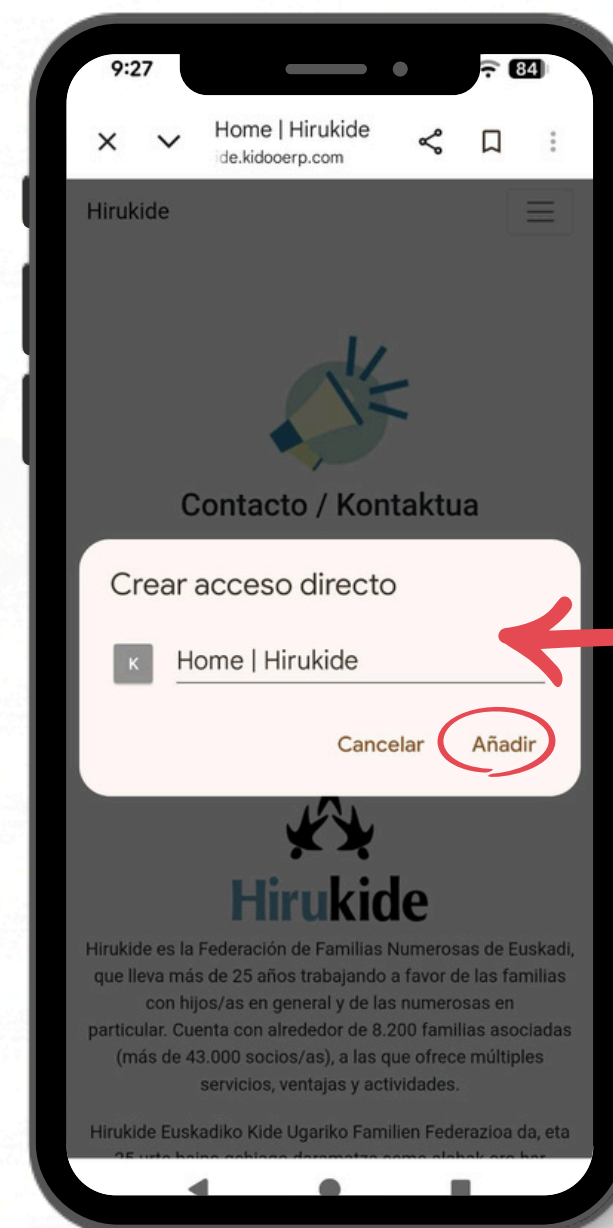 9:27
84
Home | Hirukide
de.kidooerp.com
Hirukide
Contacto / Kontaktua
Crear acceso directo
K
Home | Hirukide
Cancelar
Añadir
Hirukide
Hirukide es la Federación de Familias Numerosas de Euskadi,
que lleva más de 25 años trabajando a favor de las familias
con hijos/as en general y de las numerosas en
particular. Cuenta con alrededor de 8.200 familias asociadas
(más de 43.000 socios/as), a las que ofrece múltiples
servicios, ventajas y actividades.
Hirukide Euskadiko Kide Ugariko Familien Federazioa da, eta